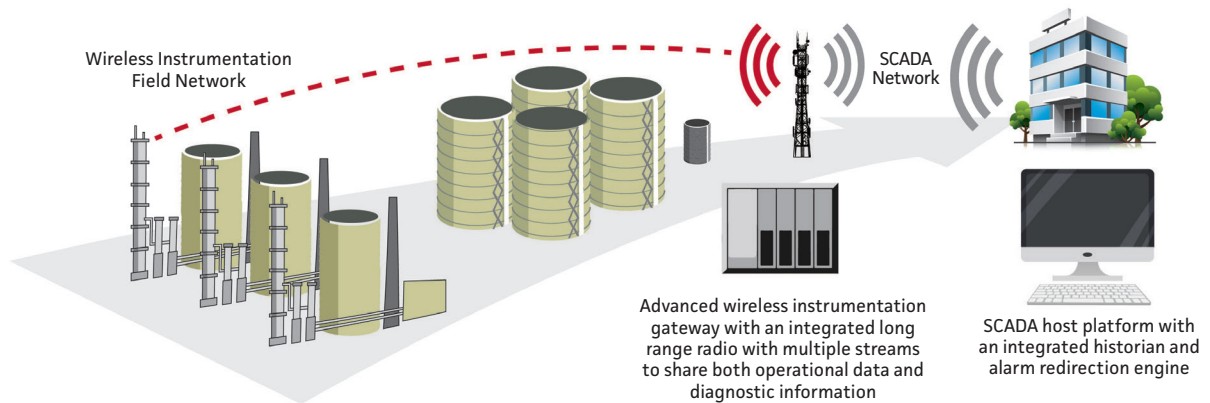 Wireless Instrumentation
Field Network
SCADA
Network
Advanced wireless instrumentation
gateway with an integrated long
range radio with multiple streams
to share both operational data and
diagnostic information
SCADA host platform with
an integrated historian and
alarm redirection engine